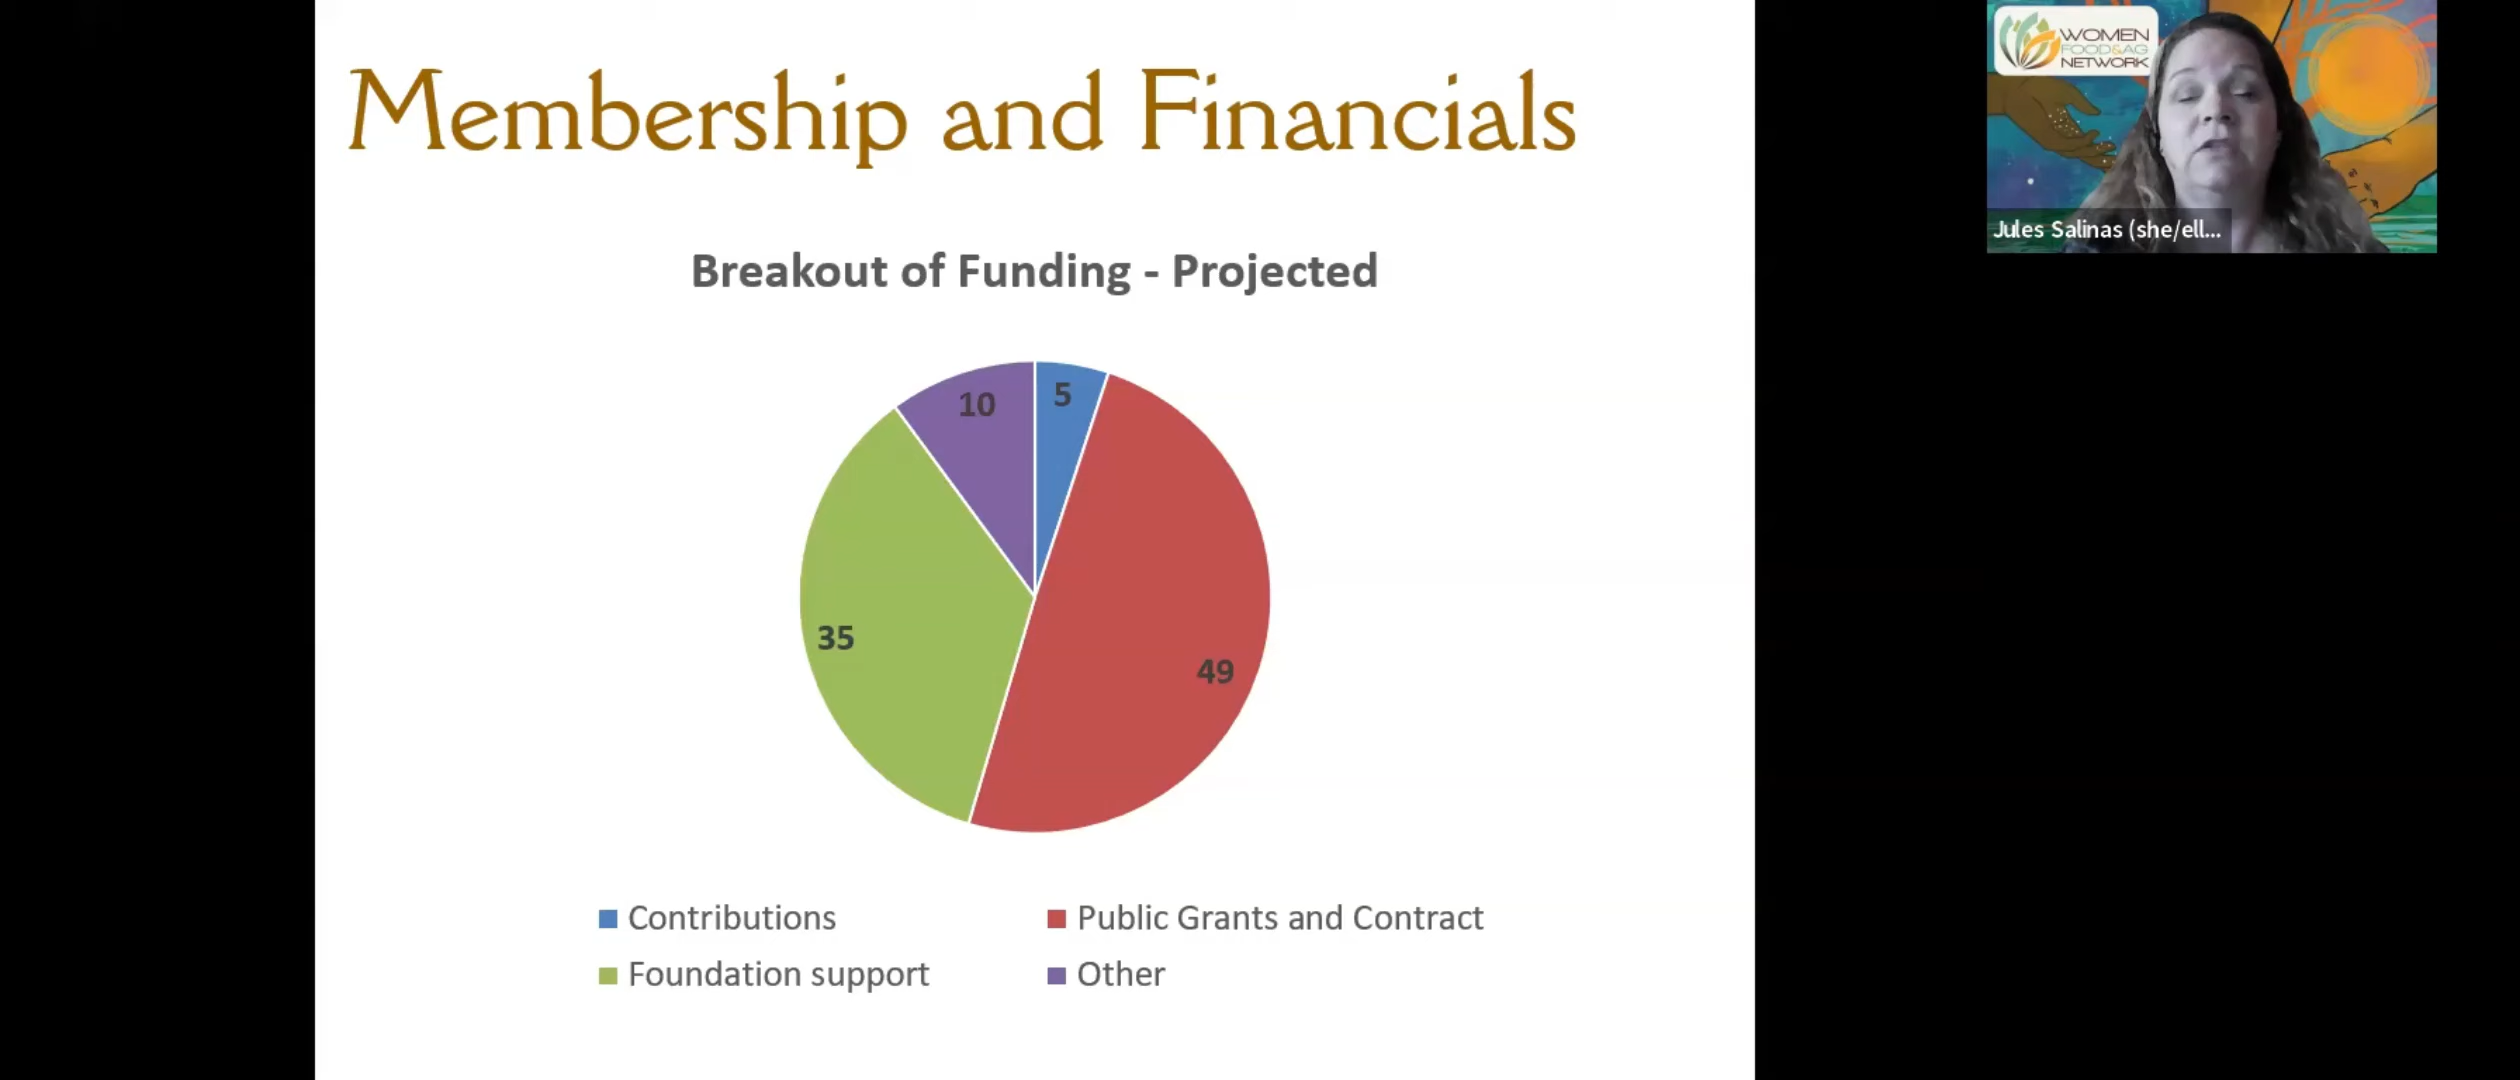 Membership and Financials
Breakout of Funding - Projected
10
5
35
49
Contributions
Public Grants and Contract
Foundation support
Other
WOMEN
FOOD&AG
NETWORK
Jules Salinas (she/ell...